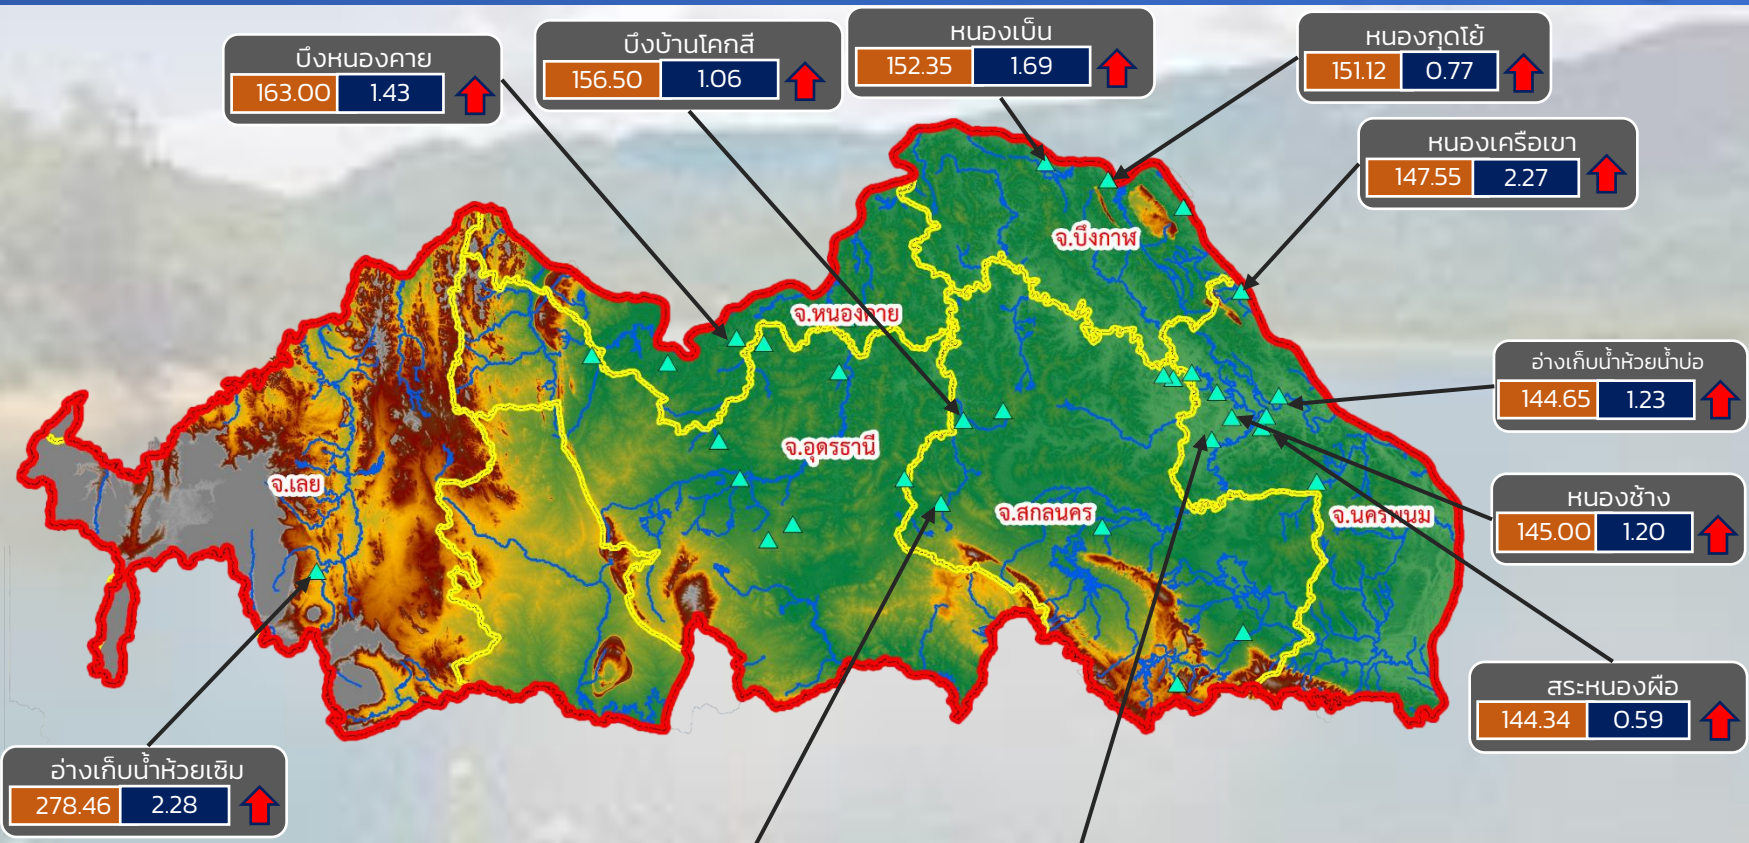 บึงหนองคาย
163.00 1.43
บึงบ้านโคกสี
156.50 1.06
หนองเบ็น
152.35 1.69
หนองกุดโย้
151.12 0.77
หนองเครือเขา
147.55 2.27
จ.บึงกาฬ
จ.หนองคาย
อ่างเก็บน้ำห้วยน้ำบ่อ
144.65 1.23
จ.อุดรธานี
จ.เลย
จ.สกลนคร
จ.นครพนม
หนองช้าง
145.00 1.20
สระหนองผือ
144.34 0.59
อ่างเก็บน้ำห้วยเซิม
278.46 2.28